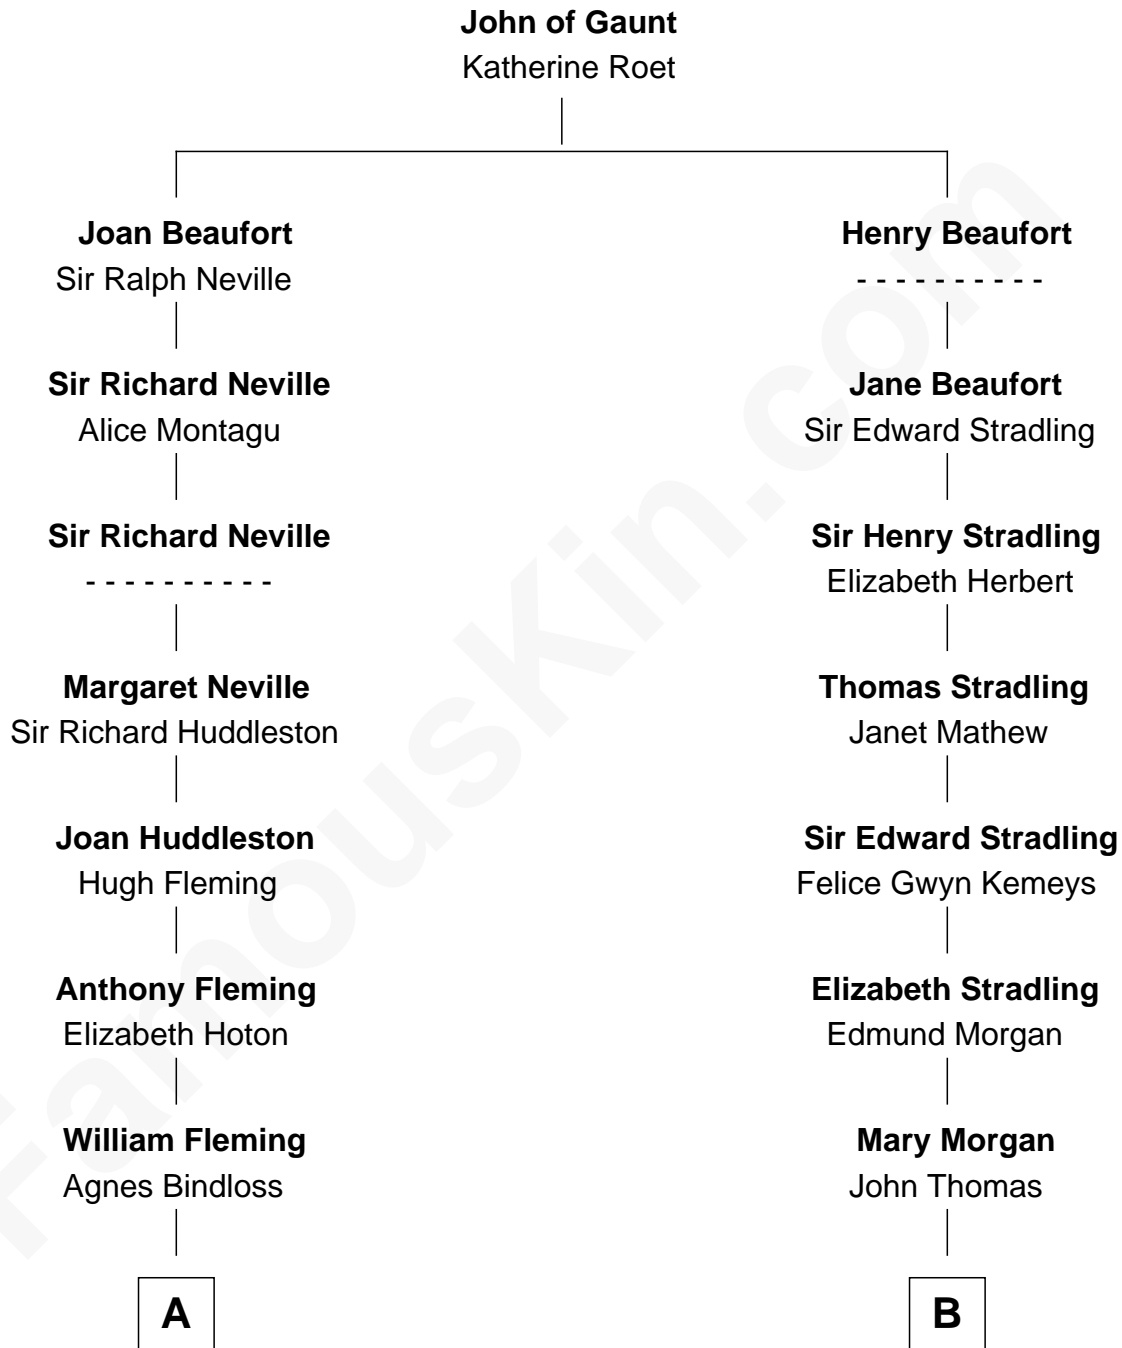 John of Gaunt
Katherine Roet
Joan Beaufort
Sir Ralph Neville
Henry Beaufort
- - - - - - - - - -
Sir Richard Neville
Alice Montagu
Jane Beaufort
Sir Edward Stradling
Sir Richard Neville
- - - - - - - - - -
Sir Henry Stradling
Elizabeth Herbert
Margaret Neville
Sir Richard Huddleston
Thomas Stradling
Janet Mathew
Joan Huddleston
Hugh Fleming
Sir Edward Stradling
Felice Gwyn Kemeys
Anthony Fleming
Elizabeth Hoton
Elizabeth Stradling
Edmund Morgan
William Fleming
Agnes Bindloss
Mary Morgan
John Thomas
A
B
FamousKin.com